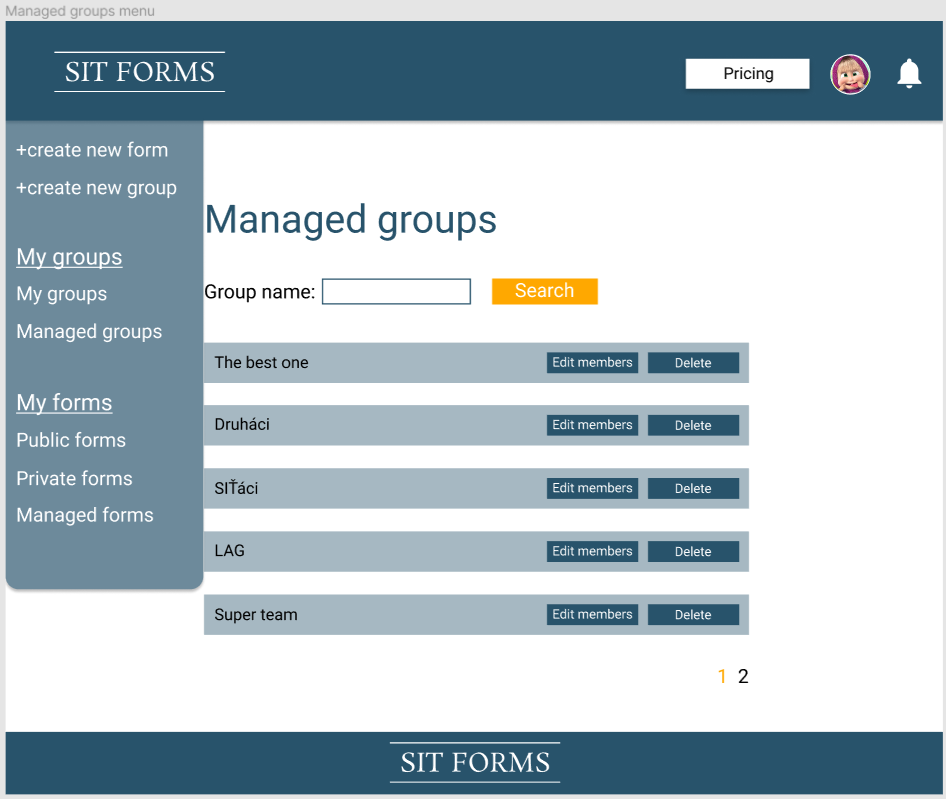 Managed groups menu
SIT FORMS
Pricing
+create new form
+create new group
My groups
My groups
Managed groups
My forms
Public forms
Private forms
Managed forms
Managed groups
Group name: Search
The best one Edit members Delete
Druháci Edit members Delete
SIŤáci Edit members Delete
LAG Edit members Delete
Super team Edit members Delete
1 2
SIT FORMS